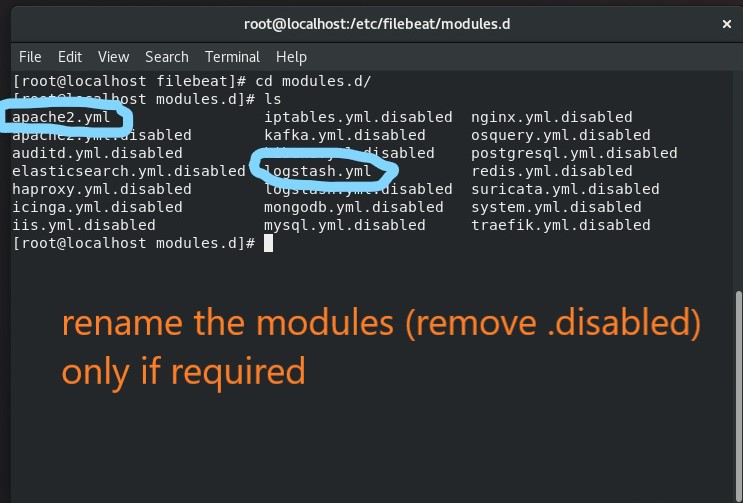 root@localhost:/etc/filebeat/modules.d ×
File Edit View Search Terminal Help
[root@localhost filebeat]# cd modules.d/
[root@localhost modules.d]# ls
apache2.yml iptables.yml.disabled nginx.yml.disabled
apache2.yml.disabled kafka.yml.disabled osquery.yml.disabled
auditd.yml.disabled kibana.yml.disabled postgresql.yml.disabled
elasticsearch.yml.disabled logstash.yml redis.yml.disabled
haproxy.yml.disabled logstash.yml.disabled suricata.yml.disabled
icinga.yml.disabled mongodb.yml.disabled system.yml.disabled
iis.yml.disabled mysql.yml.disabled traefik.yml.disabled
[root@localhost modules.d]#
rename the modules (remove .disabled)
only if required